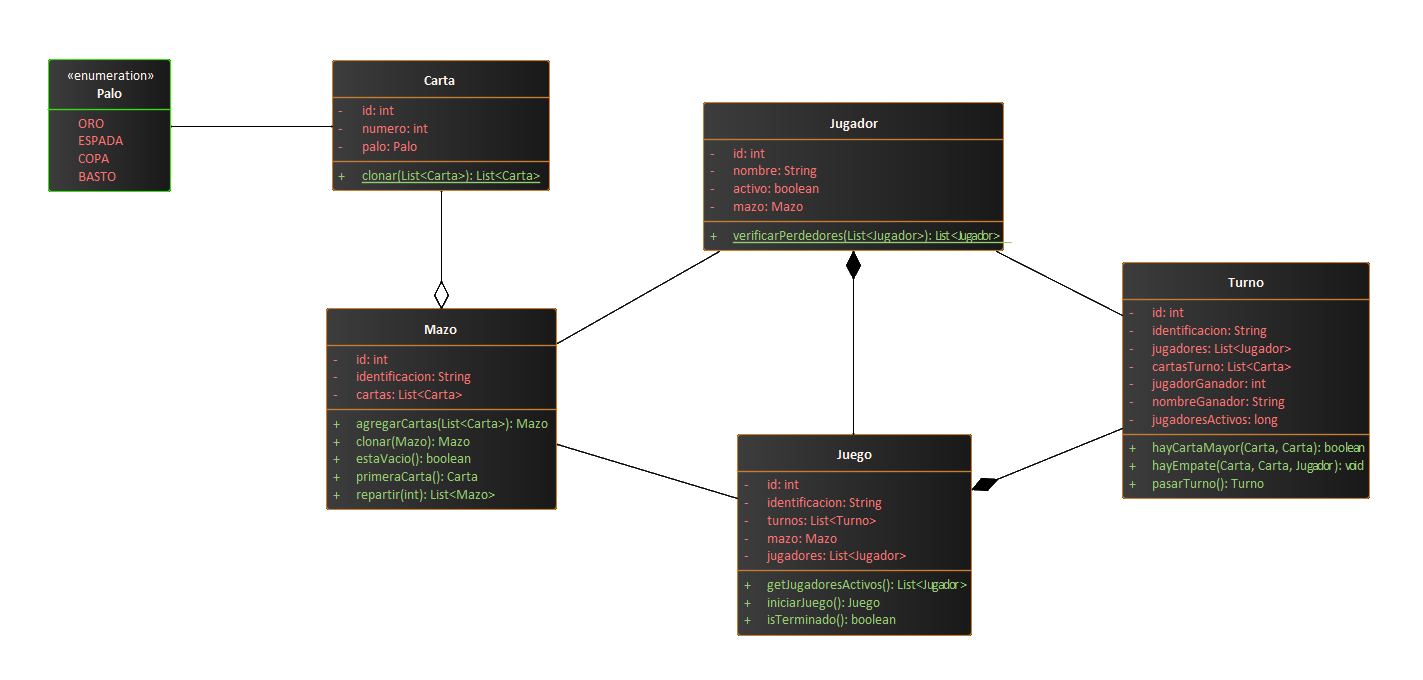 «enumeration»
Palo
ORO
ESPADA
COPA
BASTO
Carta
- id: int
- numero: int
- palo: Palo
+ clonar(List<Carta>): List<Carta>
Jugador
- id: int
- nombre: String
- activo: boolean
- mazo: Mazo
+ verificarPerdedores(List<Jugador>): List<Jugador>
Turno
- id: int
- identificacion: String
- jugadores: List<Jugador>
- cartasTurno: List<Carta>
- jugadorGanador: int
- nombreGanador: String
- jugadoresActivos: long
+ hayCartaMayor(Carta, Carta): boolean
+ hayEmpate(Carta, Carta, Jugador): void
+ pasarTurno(): Turno
Mazo
- id: int
- identificacion: String
- cartas: List<Carta>
+ agregarCartas(List<Carta>): Mazo
+ clonar(Mazo): Mazo
+ estaVacio(): boolean
+ primeraCarta(): Carta
+ repartir(int): List<Mazo>
Juego
- id: int
- identificacion: String
- turnos: List<Turno>
- mazo: Mazo
- jugadores: List<Jugador>
+ getJugadoresActivos(): List<Jugador>
+ iniciarJuego(): Juego
+ isTerminado(): boolean